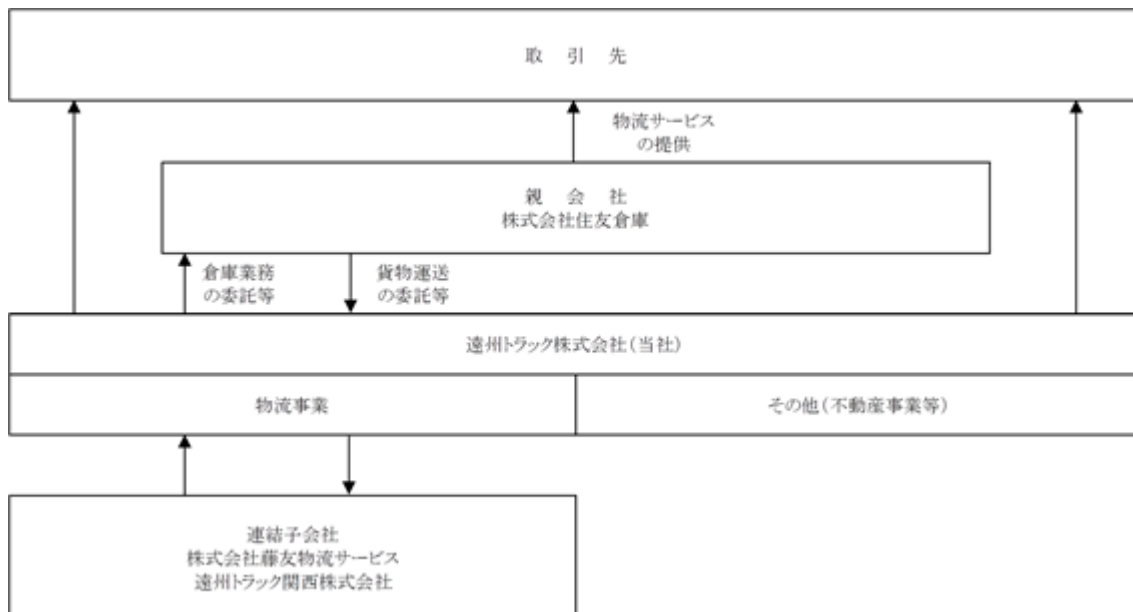 取引先
物流サービス
の提供
親会社
株式会社住友倉庫
倉庫業務
の委託等
貨物運送
の委託等
遠州トラック株式会社(当社)
物流事業
その他(不動産事業等)
連結子会社
株式会社藤友物流サービス
遠州トラック関西株式会社